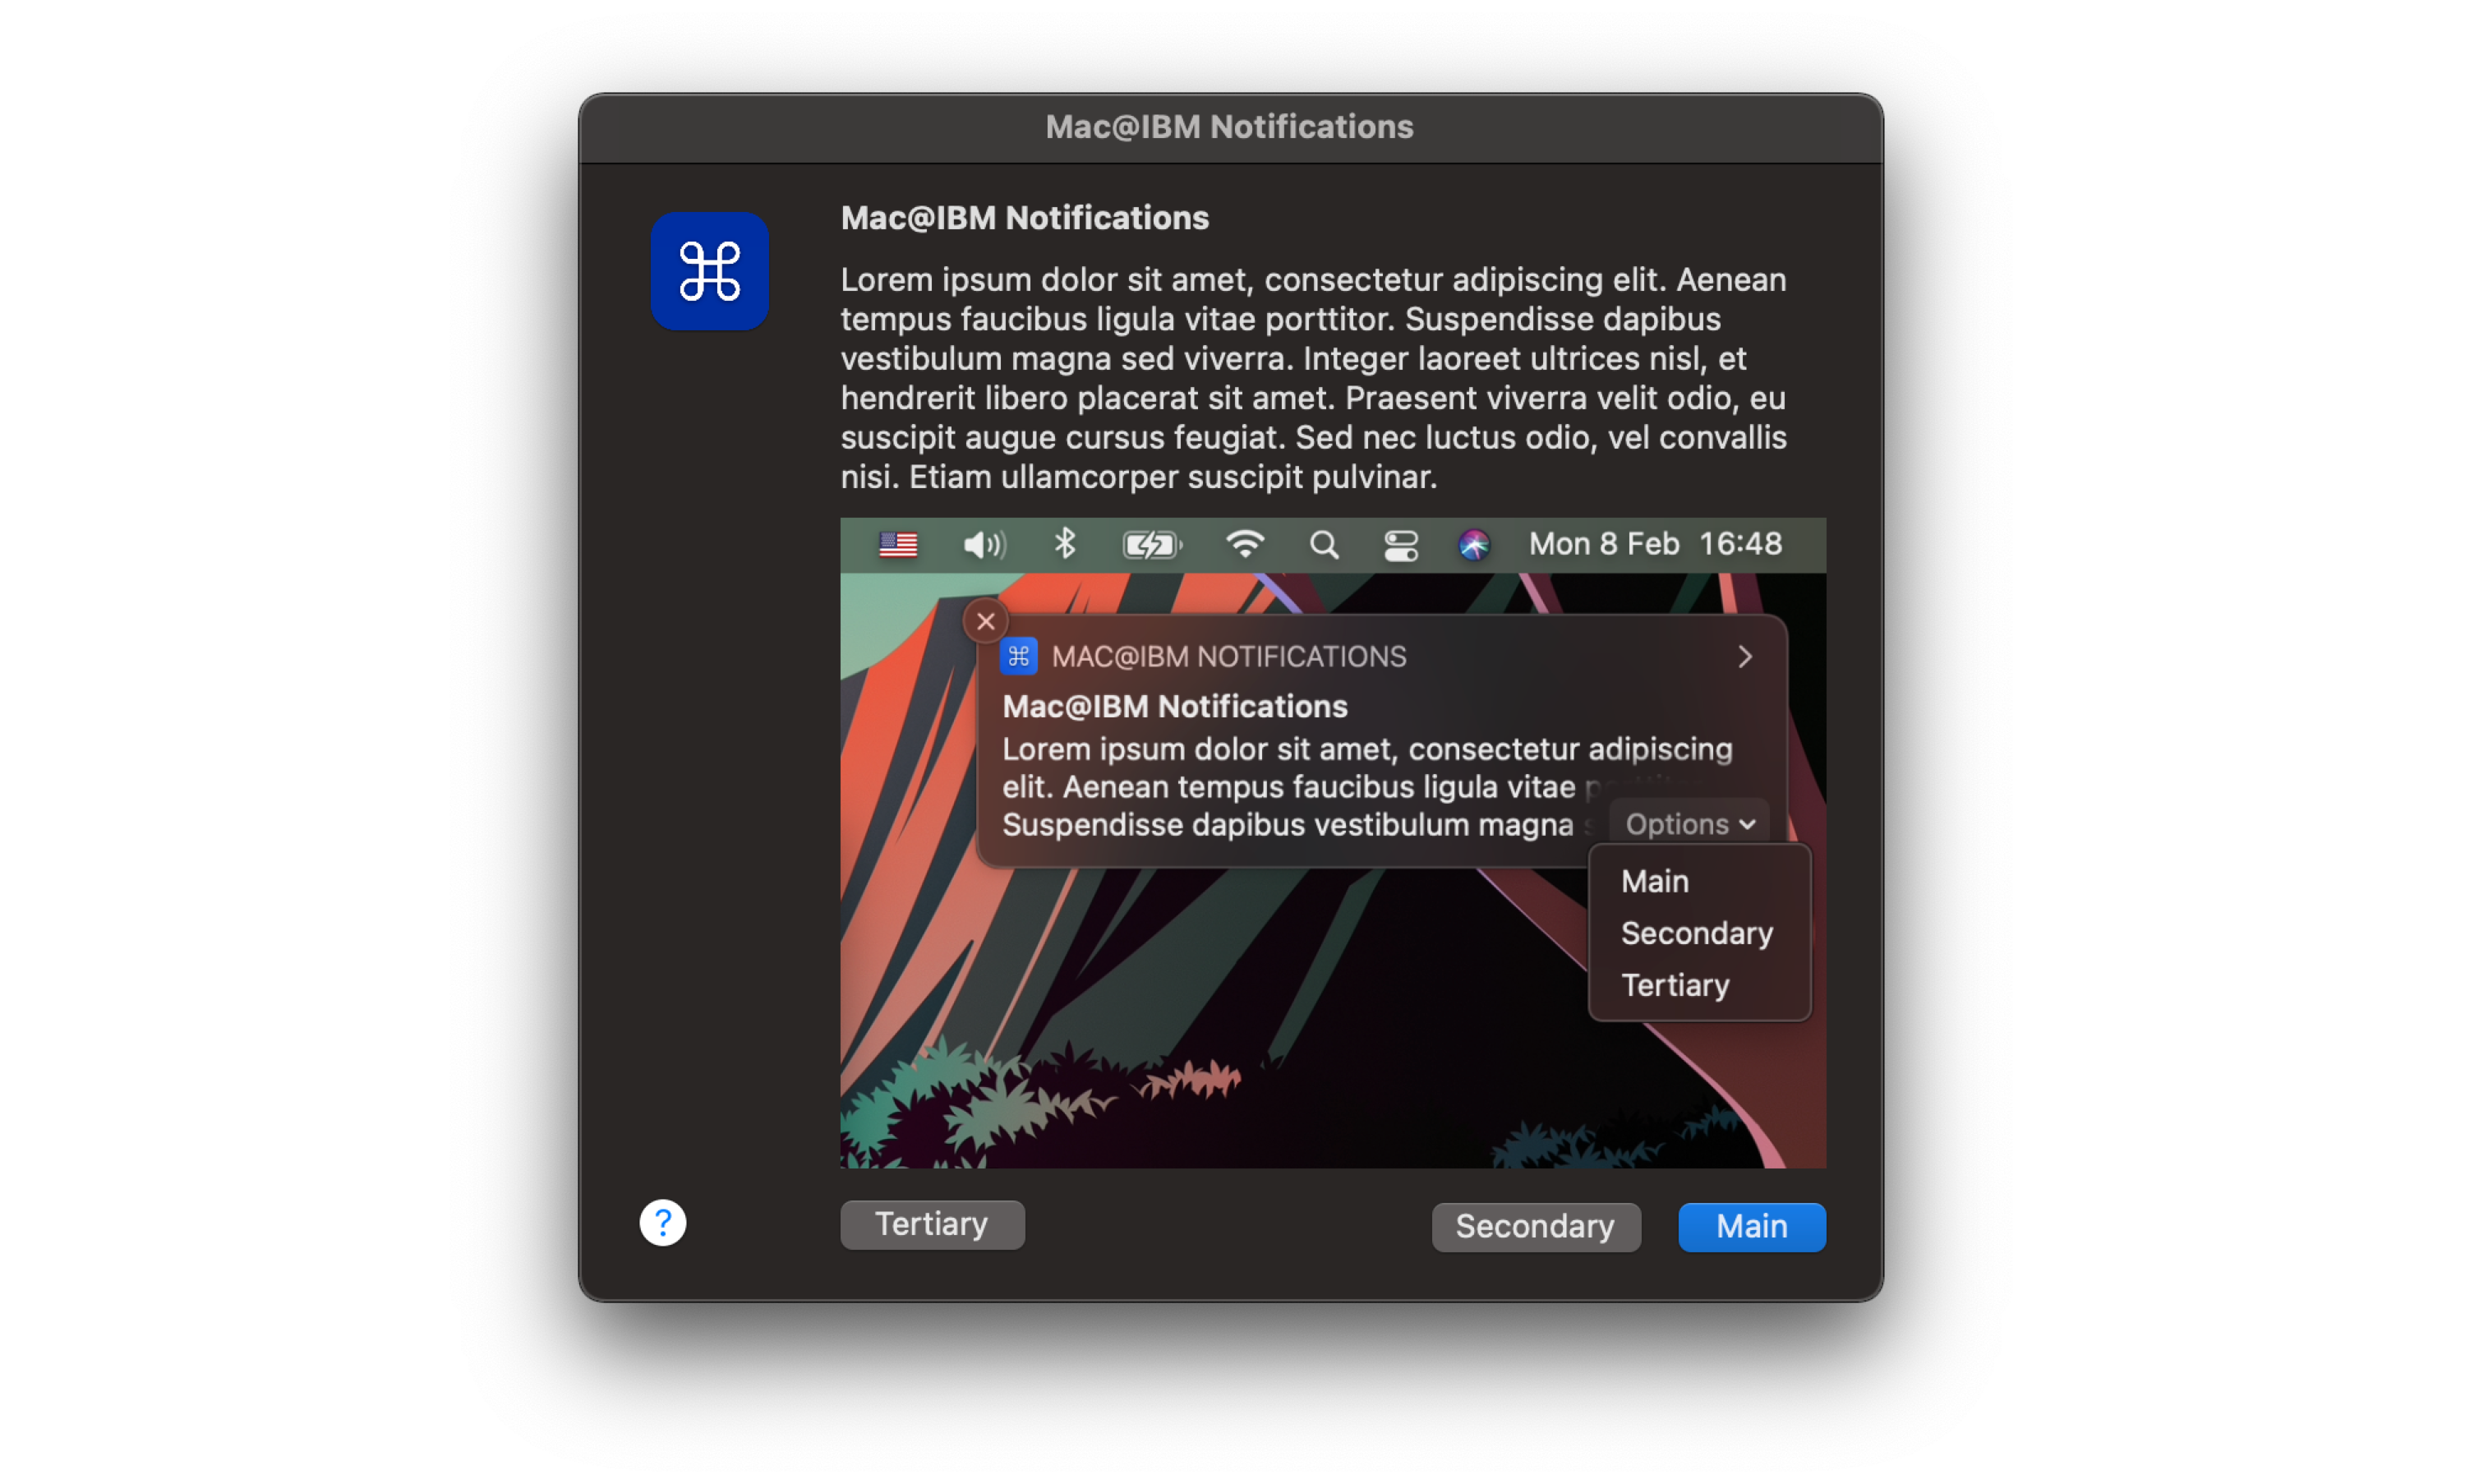 Mac@IBM Notifications
Mac@IBM Notifications
Lorem ipsum dolor sit amet, consectetur adipiscing elit. Aenean
tempus faucibus ligula vitae porttitor. Suspendisse dapibus
vestibulum magna sed viverra. Integer laoreet ultrices nisl, et
hendrerit libero placerat sit amet. Praesent viverra velit odio, eu
suscipit augue cursus feugiat. Sed nec luctus odio, vel convallis
nisi. Etiam ullamcorper suscipit pulvinar.
Mon 8 Feb 16:48
MAC@IBM NOTIFICATIONS
Mac@IBM Notifications
Lorem ipsum dolor sit amet, consectetur adipiscing
elit. Aenean tempus faucibus ligula vitae
Suspendisse dapibus vestibulum magna
Options
Main
Secondary
Tertiary
?
Tertiary
Secondary
Main